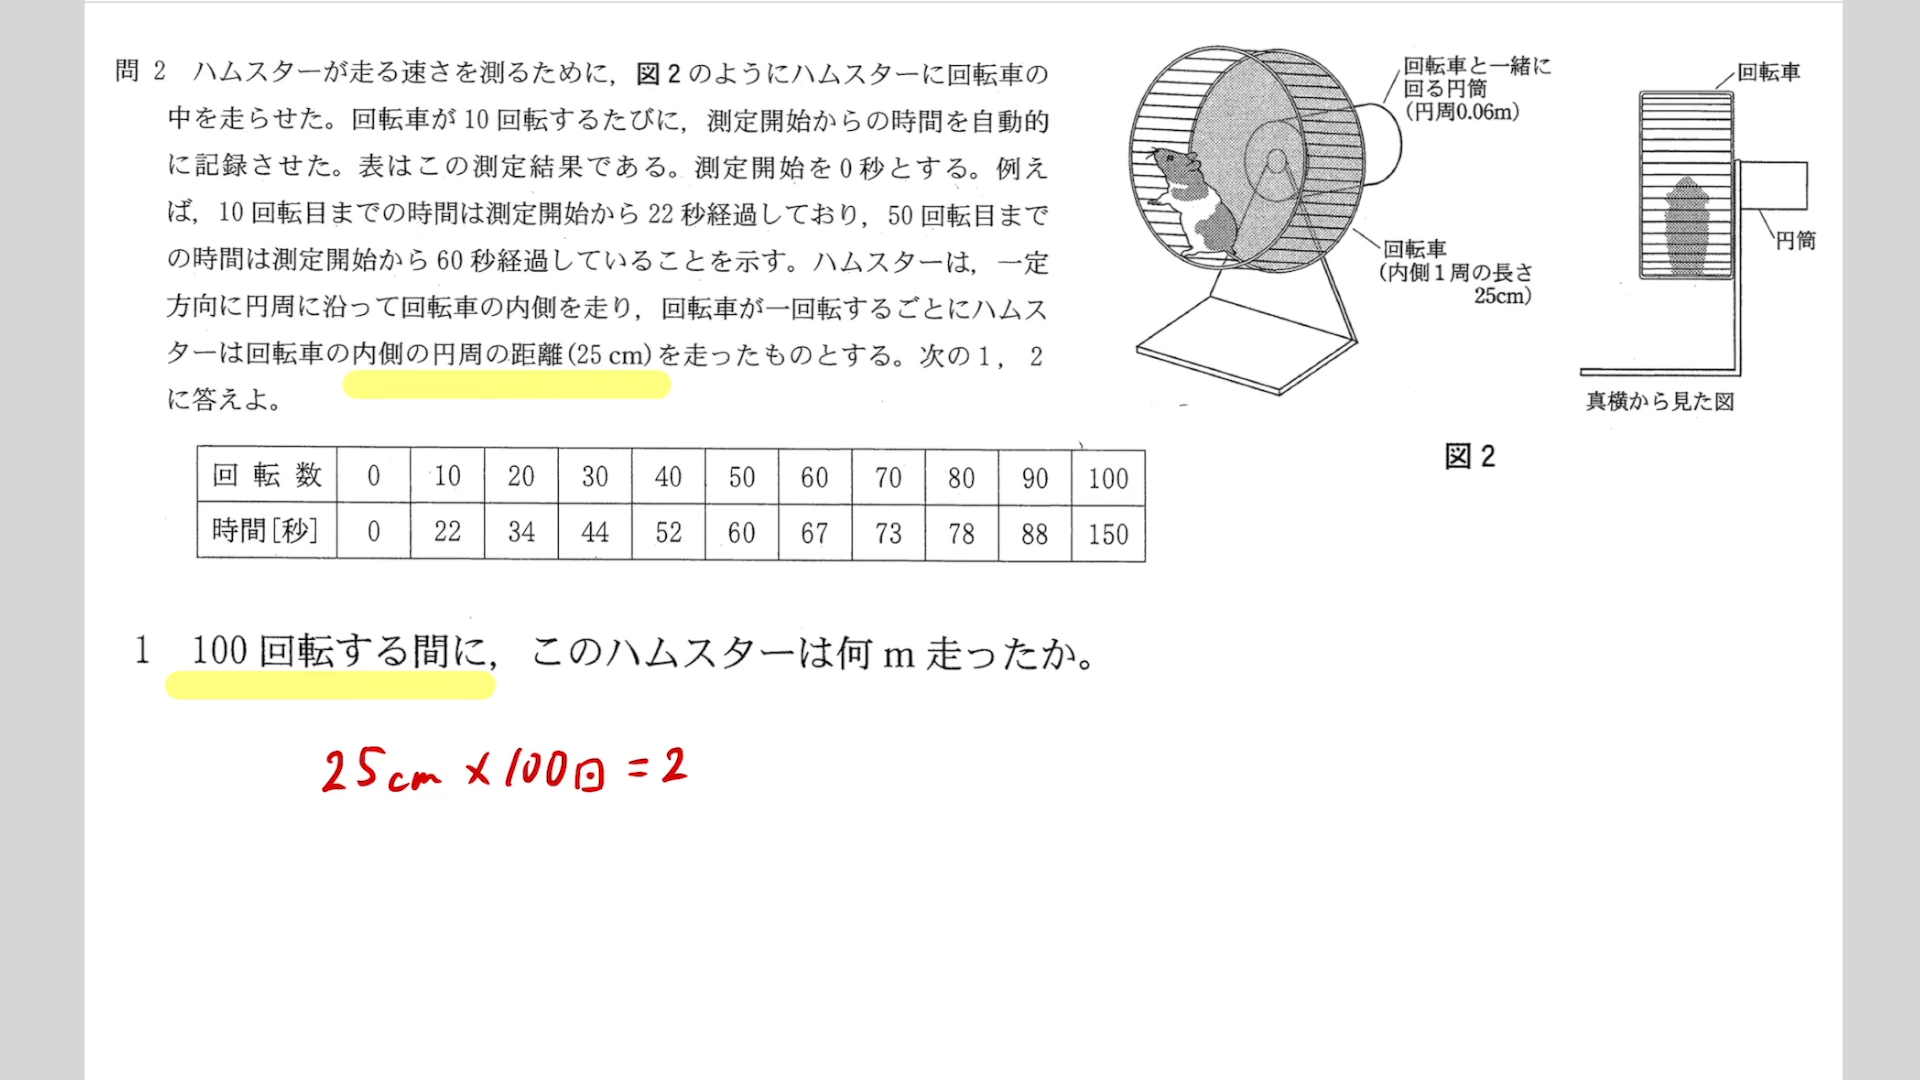 問 2 ハムスターが走る速さを測るために，図2のようにハムスターに回転車の
中を走らせた。回転車が 10 回転するたびに，測定開始からの時間を自動的
に記録させた。表はこの測定結果である。測定開始を0秒とする。例え
ば，10 回転目までの時間は測定開始から 22 秒経過しており，50 回転目まで
の時間は測定開始から 60 秒経過していることを示す。ハムスターは，一定
方向に円周に沿って回転車の内側を走り，回転車が一回転するごとにハムス
ターは回転車の内側の円周の距離(25 cm)を走ったものとする。次の1，2
に答えよ。
回転車と一緒に
回る円筒
(円周0.06m)
回転車
(内側1周の長さ
25cm)
回転車
円筒
真横から見た図
図2
回 転 数 0 10 20 30 40 50 60 70 80 90 100
時間[秒] 0 22 34 44 52 60 67 73 78 88 150
1 100 回転する間に，このハムスターは何 m 走ったか。
25cm×100回=2